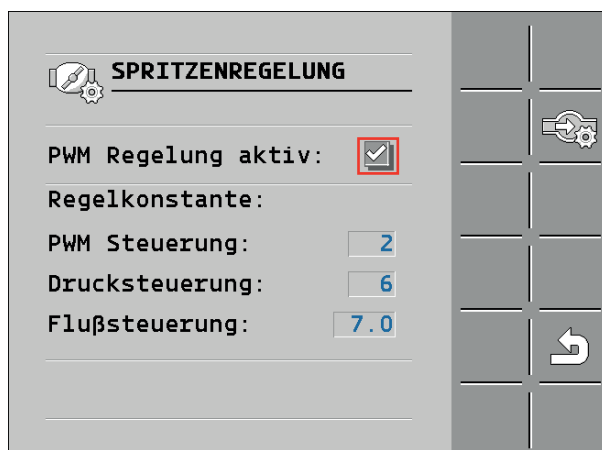 SPRITZENREGELUNG
PWM Regelung aktiv:
Regelkonstante:
PWM Steuerung: 2
Drucksteuerung: 6
Flußsteuerung: 7.0